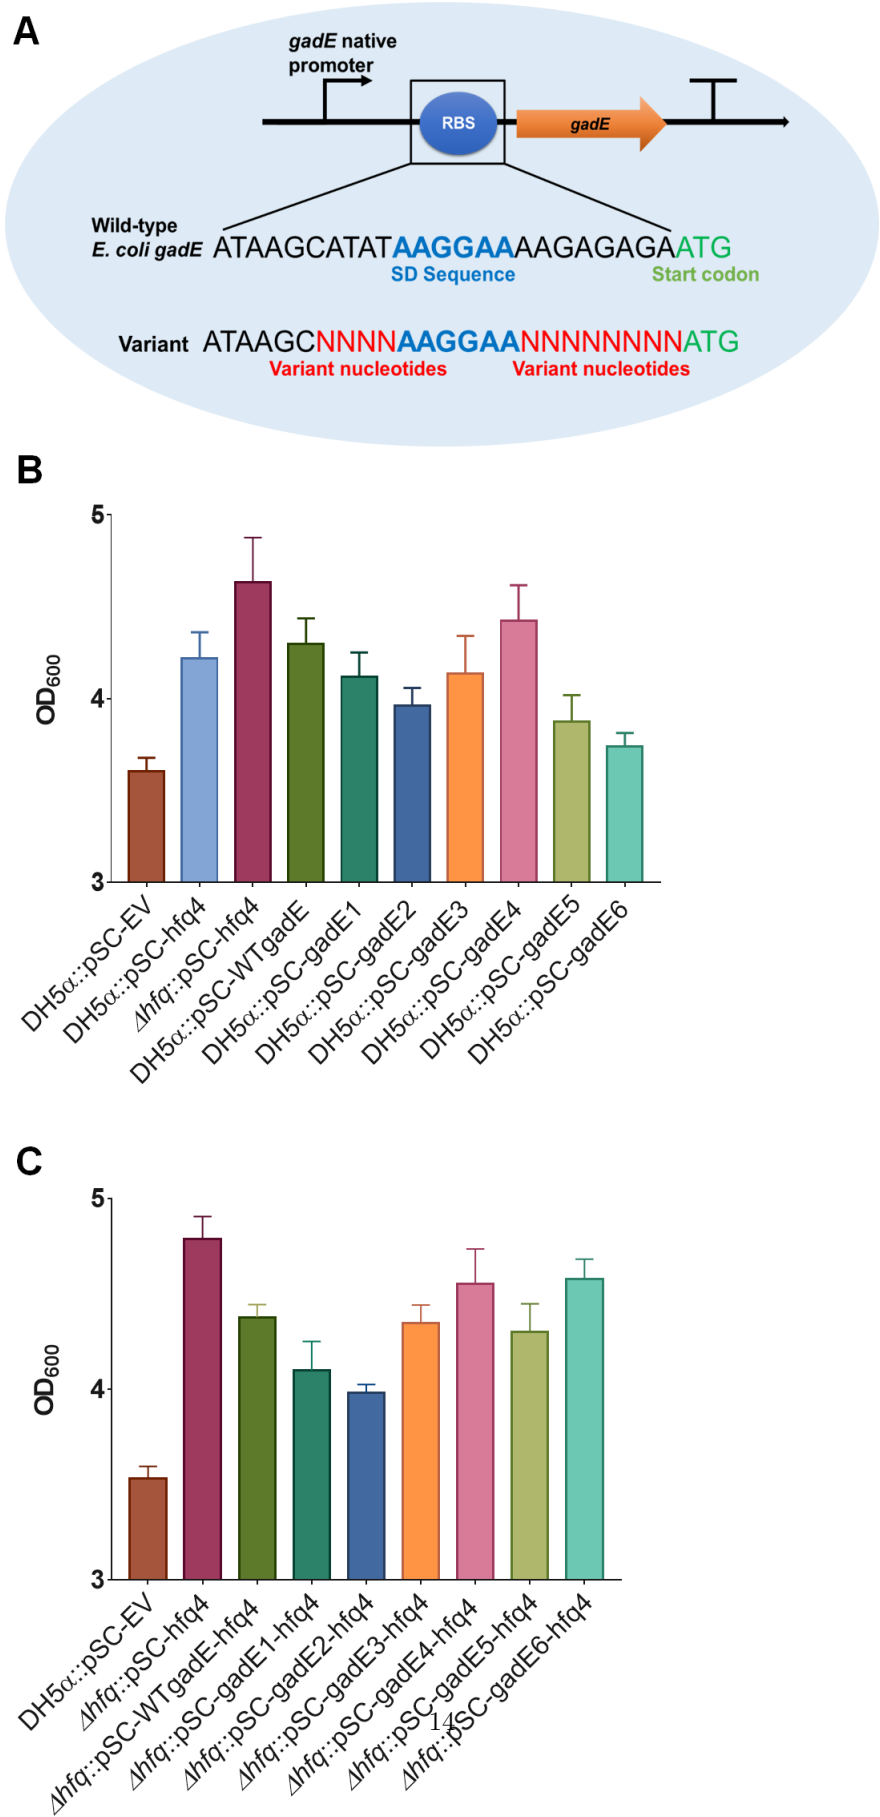 A
gadE native
promoter
RBS
gadE
Wild-type
E. coli gadE
ATAAGCATATAAGGAAAAGAGAGAATG
SD Sequence
Start codon
Variant
ATAAGCNNNNAAGGAANNNNNNNNATG
Variant nucleotides
Variant nucleotides
B
OD600
5
4
3
DH5α::pSC-EV
DH5α::pSC-hfq4
Δhfq::pSC-hfq4
DH5α::pSC-WTgadE
DH5α::pSC-gadE1
DH5α::pSC-gadE2
DH5α::pSC-gadE3
DH5α::pSC-gadE4
DH5α::pSC-gadE5
DH5α::pSC-gadE6
C
OD600
5
4
3
DH5α::pSC-EV
Δhfq::pSC-hfq4
Δhfq::pSC-WTgadE-hfq4
Δhfq::pSC-gadE1-hfq4
Δhfq::pSC-gadE2-hfq4
Δhfq::pSC-gadE3-hfq4
Δhfq::pSC-gadE4-hfq4
Δhfq::pSC-gadE5-hfq4
Δhfq::pSC-gadE6-hfq4
14